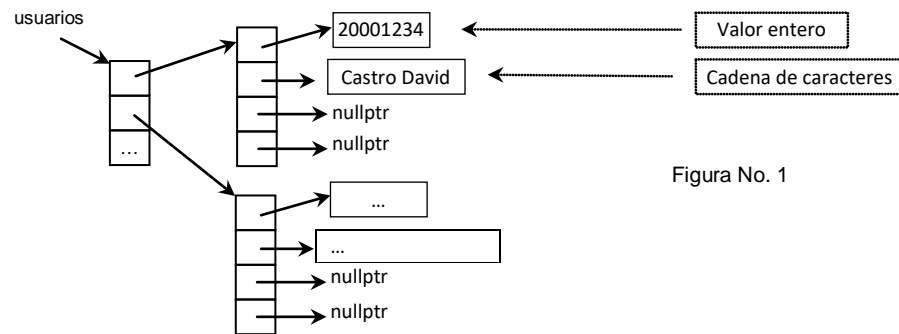 usuarios
20001234
Valor entero
Castro David
Cadena de caracteres
nullptr
...
nullptr
Figura No. 1
...
...
nullptr
nullptr